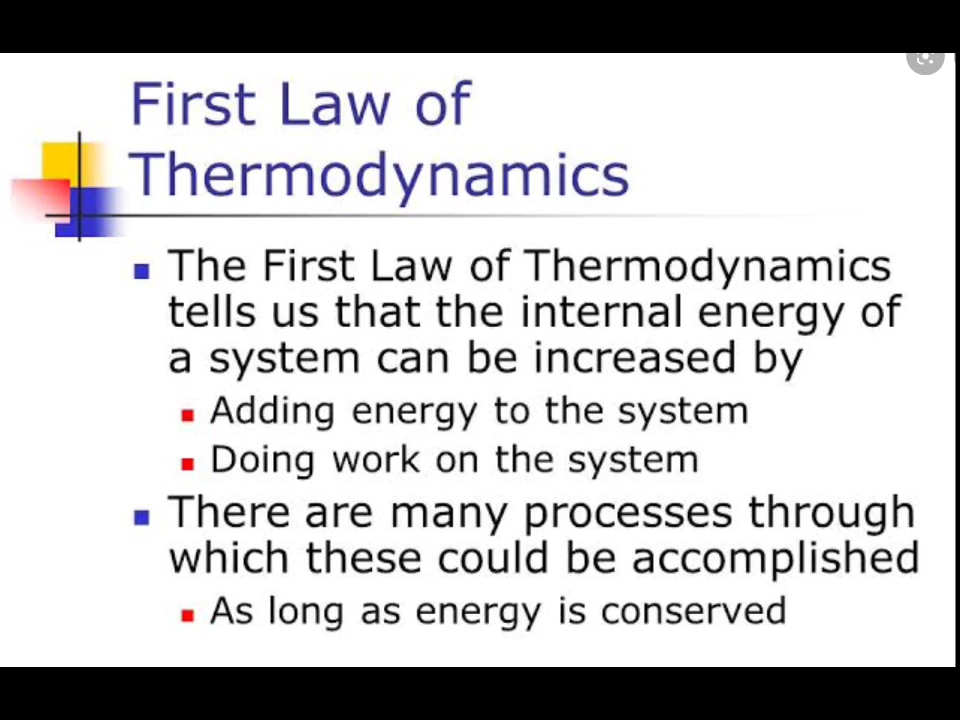 First Law of
Thermodynamics
The First Law of Thermodynamics
tells us that the internal energy of
a system can be increased by
Adding energy to the system
Doing work on the system
There are many processes through
which these could be accomplished
As long as energy is conserved